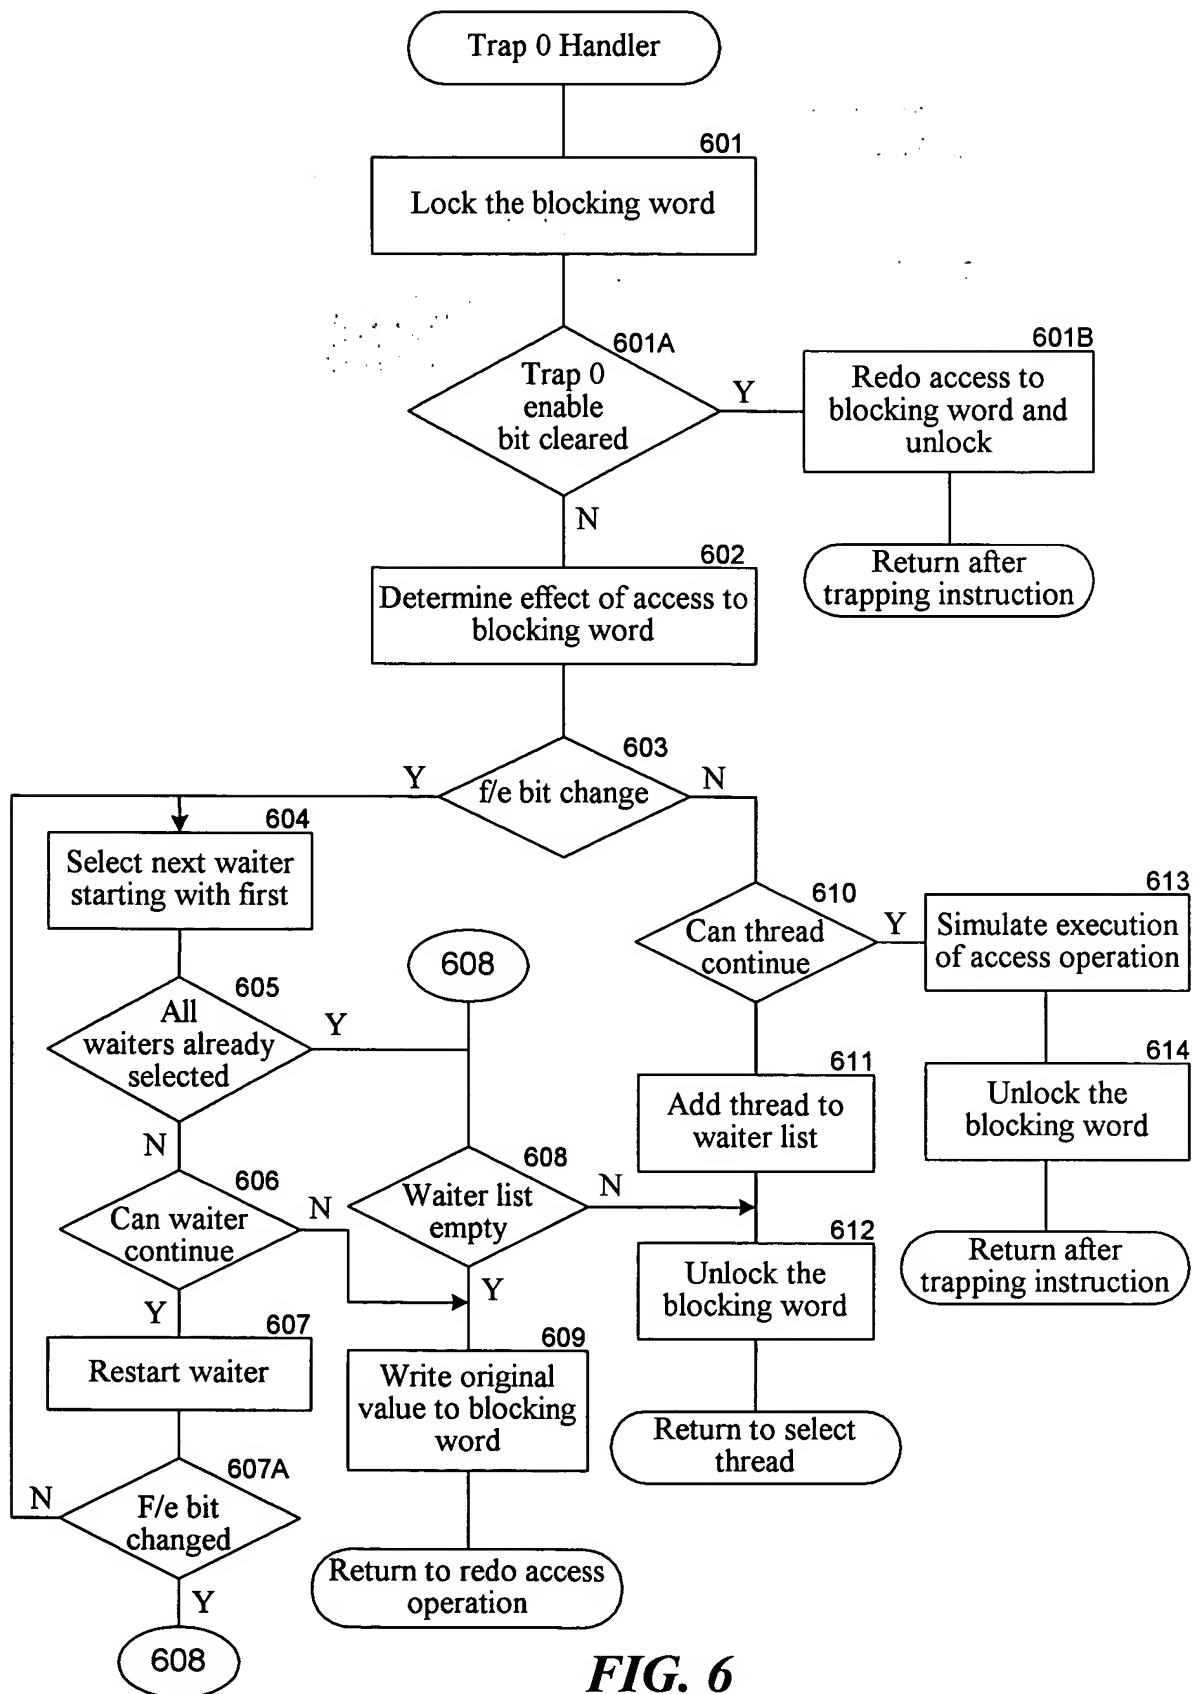 Trap 0 Handler
601
Lock the blocking word
601A
Trap 0
enable
bit cleared
Y
N
601B
Redo access to
blocking word and
unlock
Return after
trapping instruction
602
Determine effect of access to
blocking word
603
f/e bit change
Y
N
604
Select next waiter
starting with first
605
All
waiters already
selected
Y
N
606
Can waiter
continue
N
Y
607
Restart waiter
607A
F/e bit
changed
N
Y
608
608
608
Waiter list
empty
N
Y
609
Write original
value to blocking
word
Return to redo access
operation
610
Can thread
continue
Y
611
Add thread to
waiter list
612
Unlock the
blocking word
Return to select
thread
613
Simulate execution
of access operation
614
Unlock the
blocking word
Return after
trapping instruction
FIG. 6